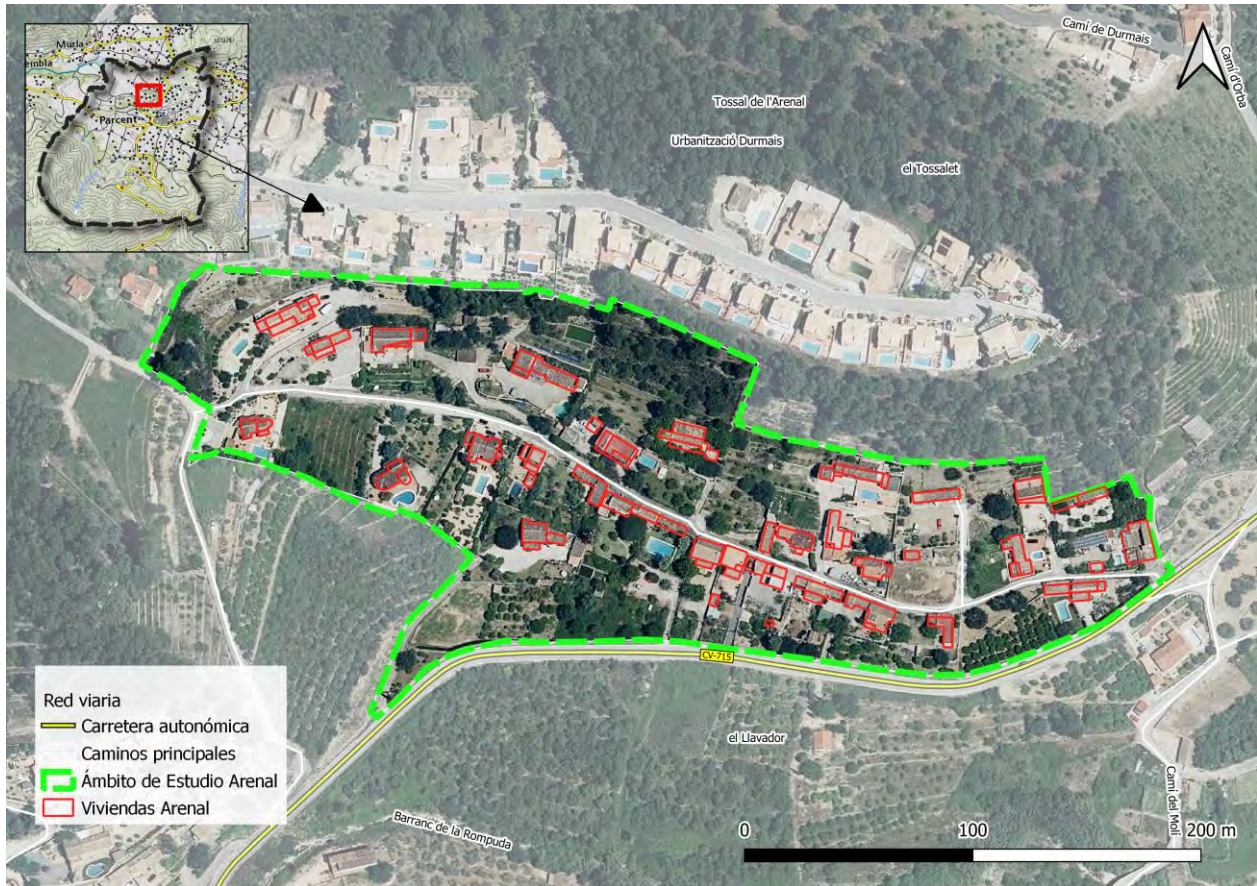 Murla
embla
Parcent
Camí de Durmais
Camí d'Orba
Tossal de l'Arenal
Urbanització Durmais
el Tossalet
CV-715
el Llavador
Camí del Molí
Barranc de la Rompuda
Red viaria
Carretera autonómica
Caminos principales
Ámbito de Estudio Arenal
Viviendas Arenal
0
100
200 m